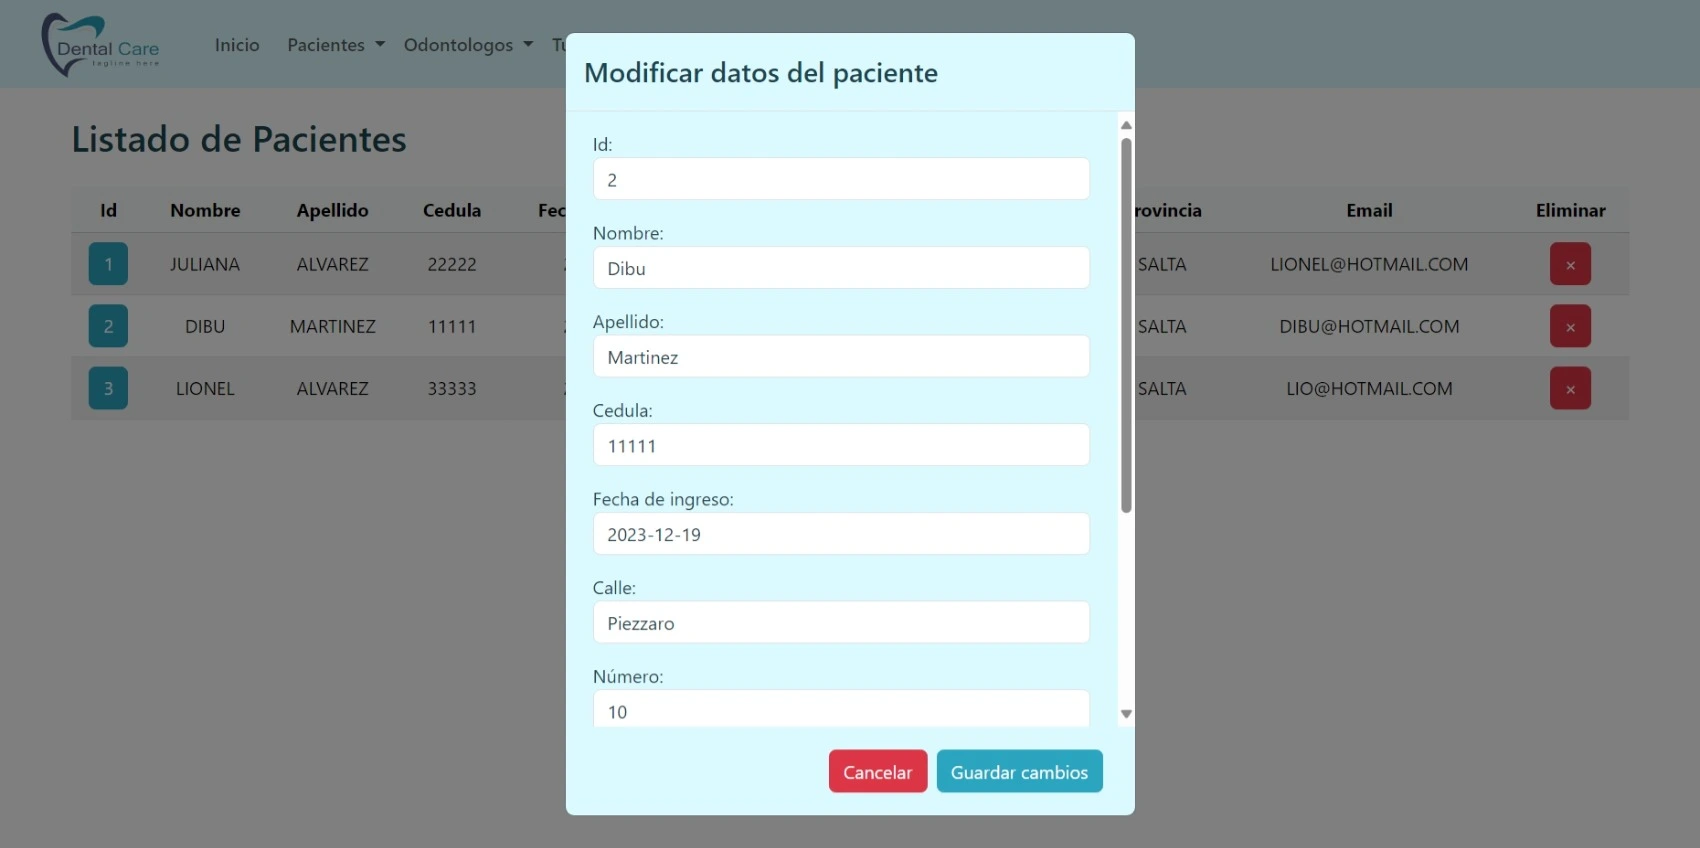 Dental Care
tagline here
Inicio
Pacientes
Odontologos
Modificar datos del paciente
Listado de Pacientes
Id Nombre Apellido Cedula Email Eliminar
1 JULIANA ALVAREZ 22222 SALTA LIONEL@HOTMAIL.COM ×
2 DIBU MARTINEZ 11111 SALTA DIBU@HOTMAIL.COM ×
3 LIONEL ALVAREZ 33333 SALTA LIO@HOTMAIL.COM ×
Id:
2
Nombre:
Dibu
Apellido:
Martinez
Cedula:
11111
Fecha de ingreso:
2023-12-19
Calle:
Piezzaro
Número:
10
Cancelar
Guardar cambios